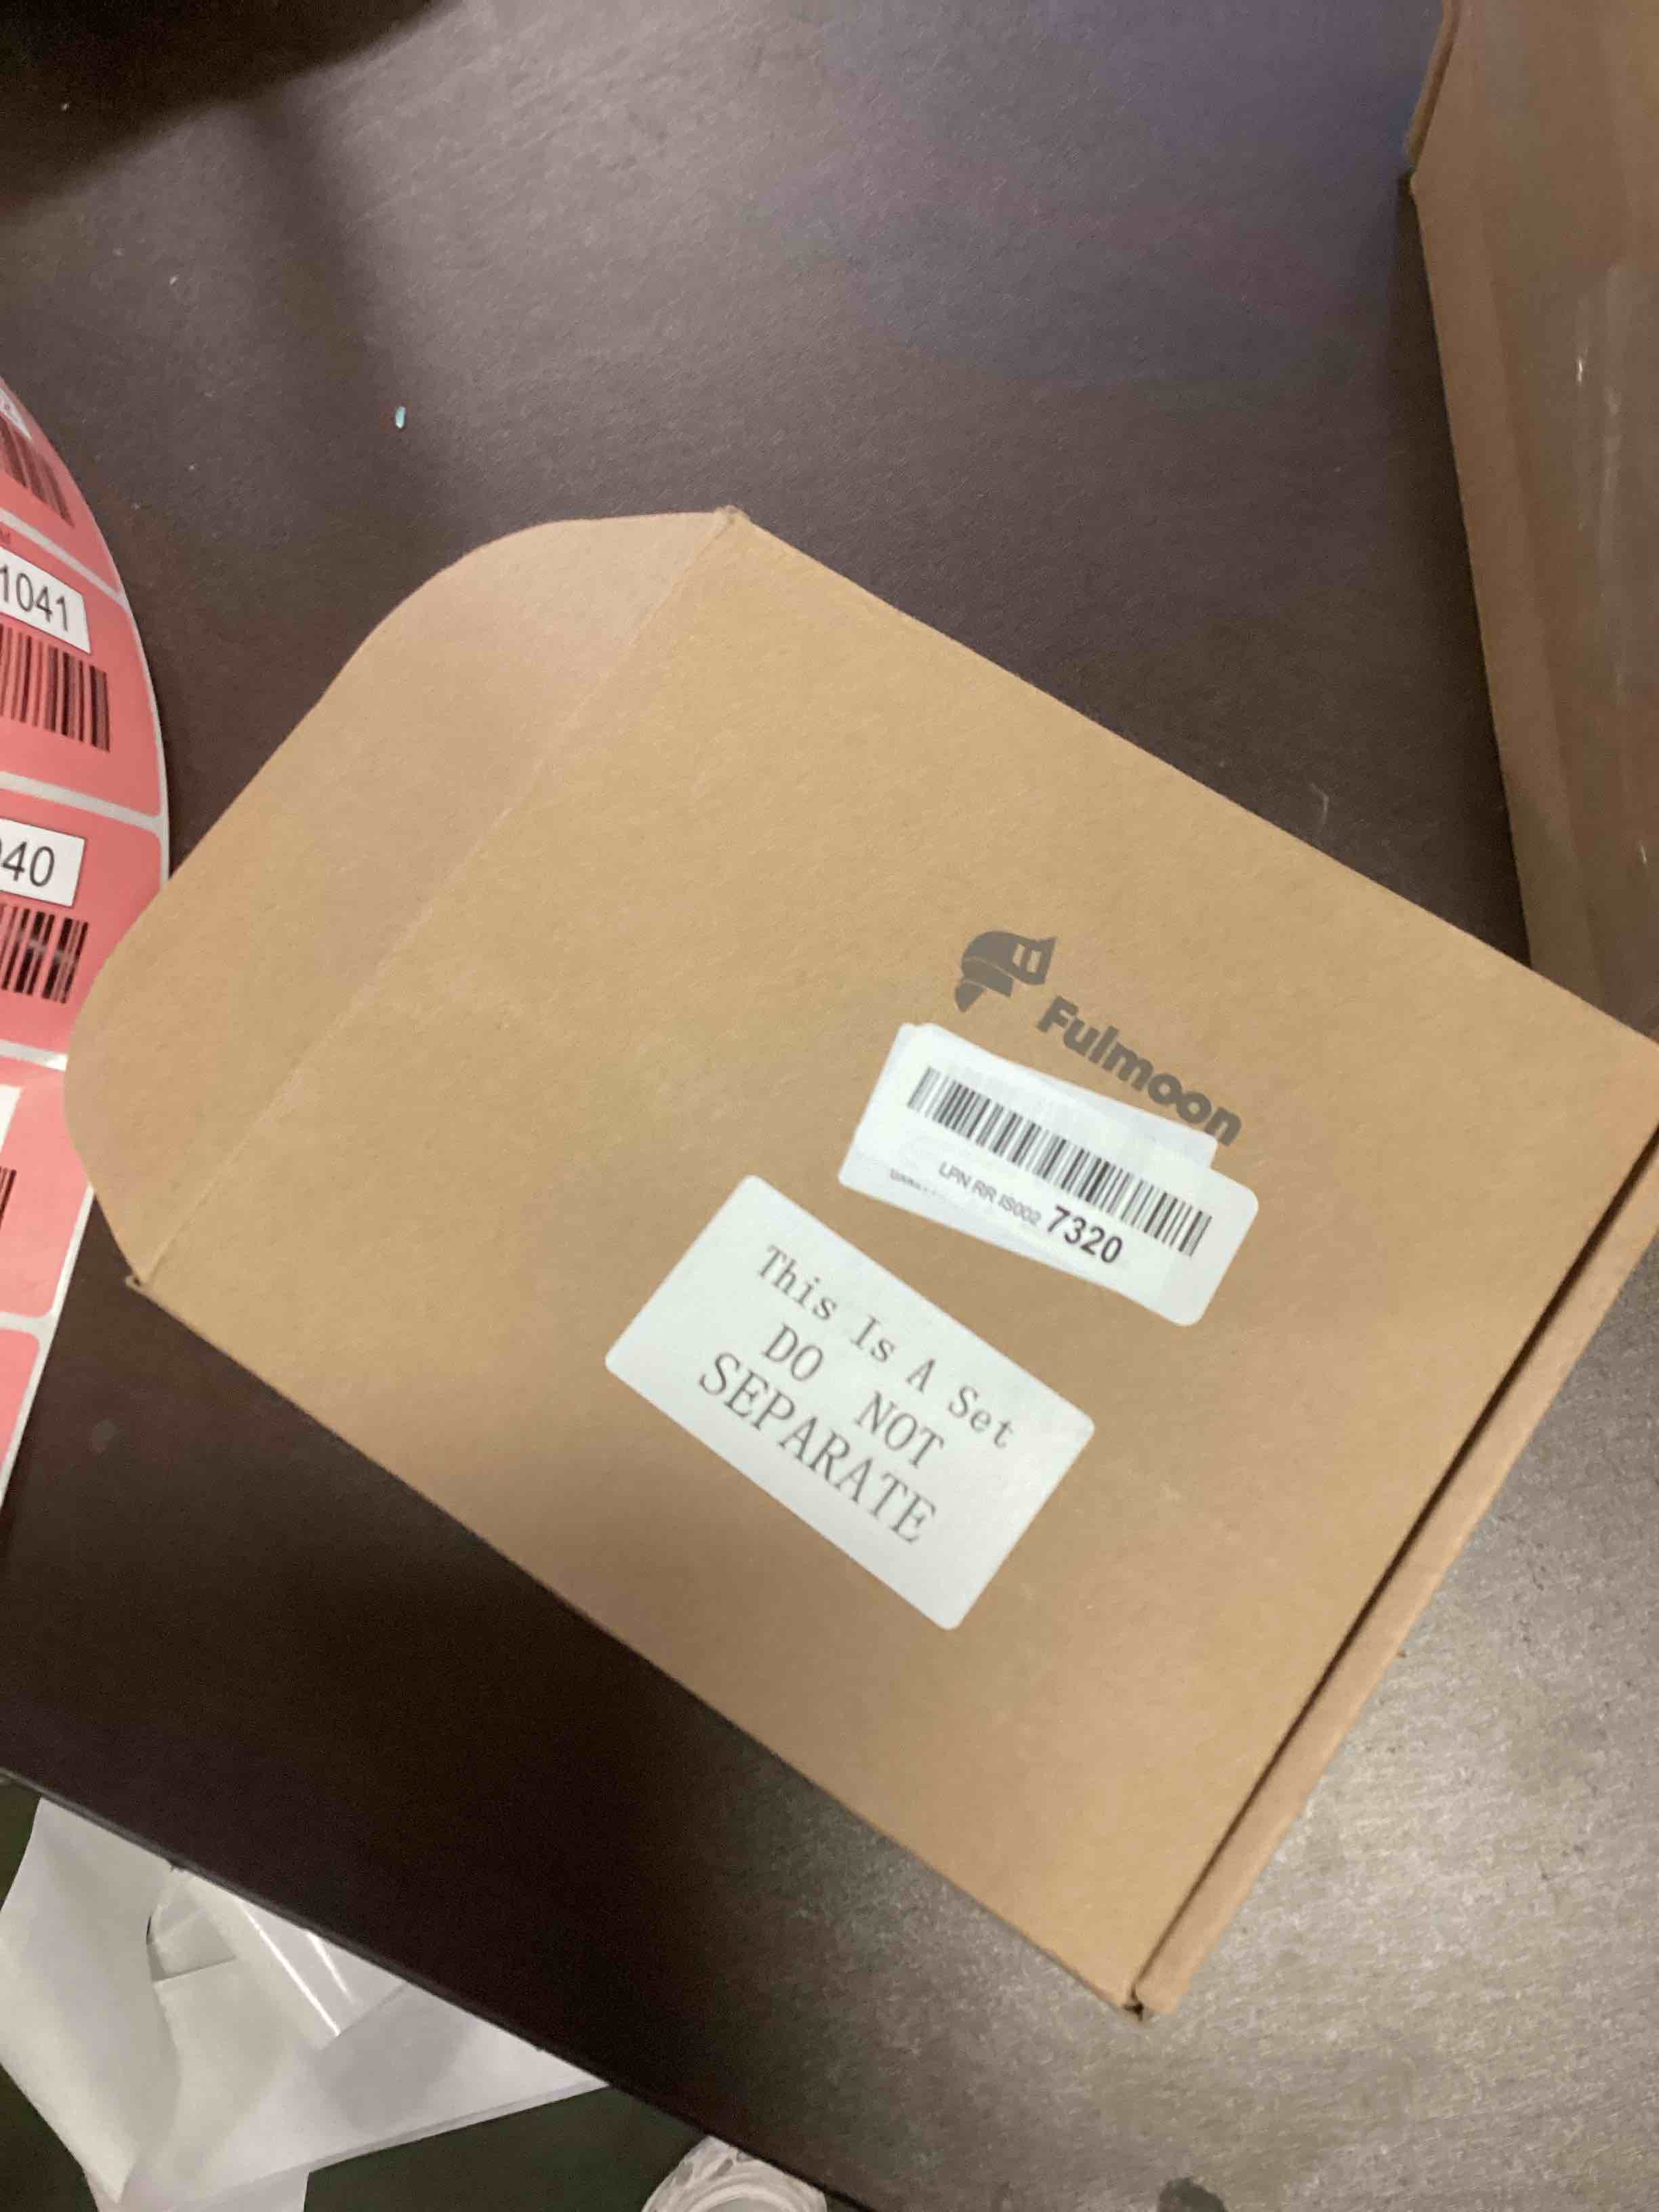 1041
40
Fulmoon
LPN RR IS002 7320
This Is A Set
DO NOT
SEPARATE